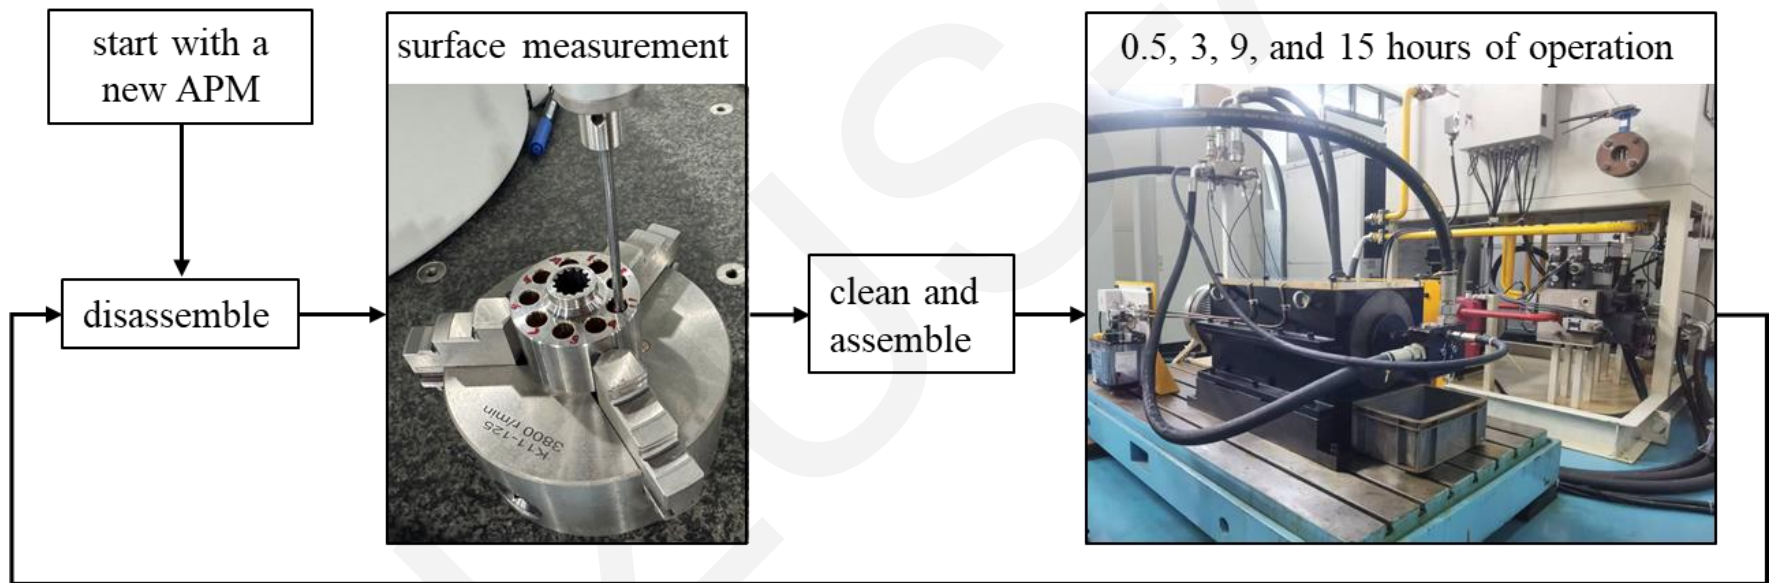 start with a
new APM
surface measurement
0.5, 3, 9, and 15 hours of operation
disassemble
clean and
assemble
K11-125
3800 r/min